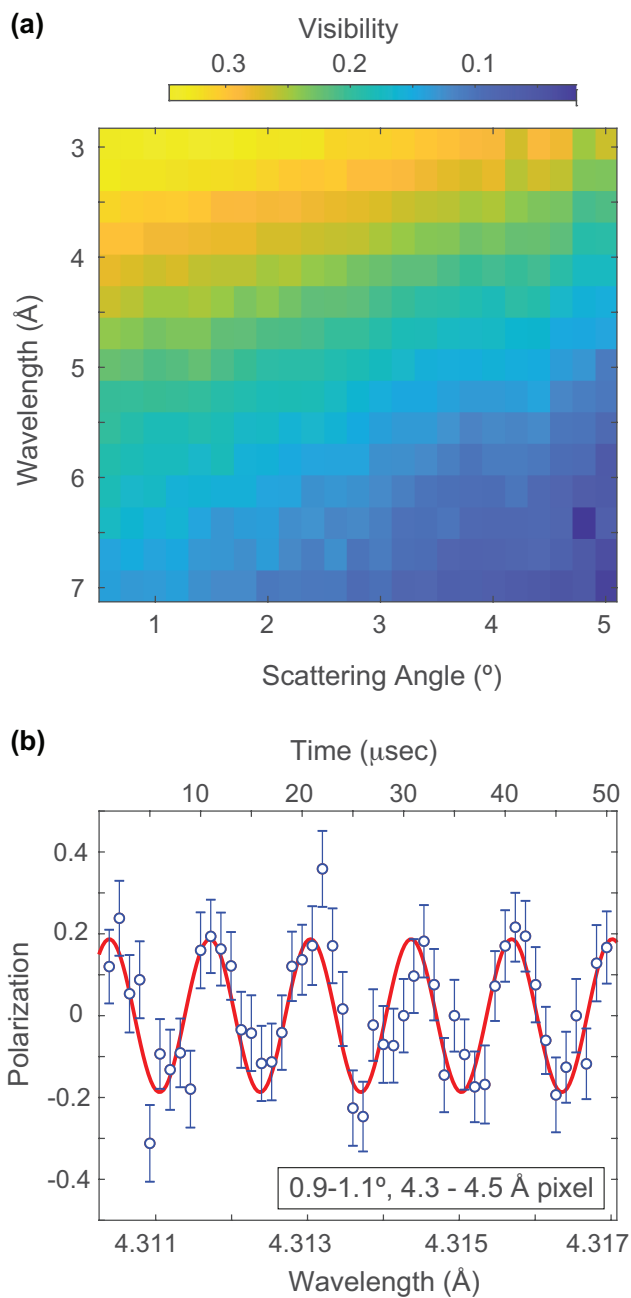 (a)
Visibility
0.3 0.2 0.1
3
4
5
6
7
Wavelength (Å)
1 2 3 4 5
Scattering Angle (º)
(b)
Time (μsec)
10 20 30 40 50
0.4
0.2
0
-0.2
-0.4
Polarization
0.9-1.1º, 4.3 - 4.5 Å pixel
4.311 4.313 4.315 4.317
Wavelength (Å)